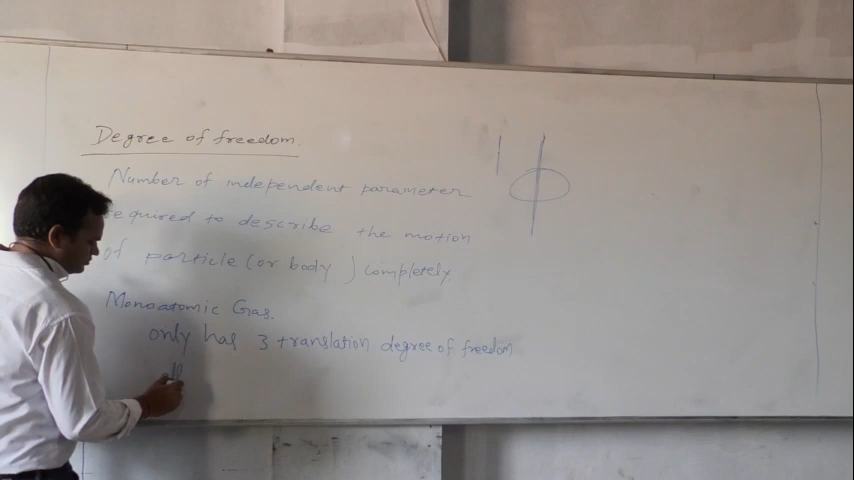 Degree of freedom.
Number of independent parameter
required to describe the motion
of particle (or body ) completely.
Monoatomic Gas.
only has 3 translation degree of freedom